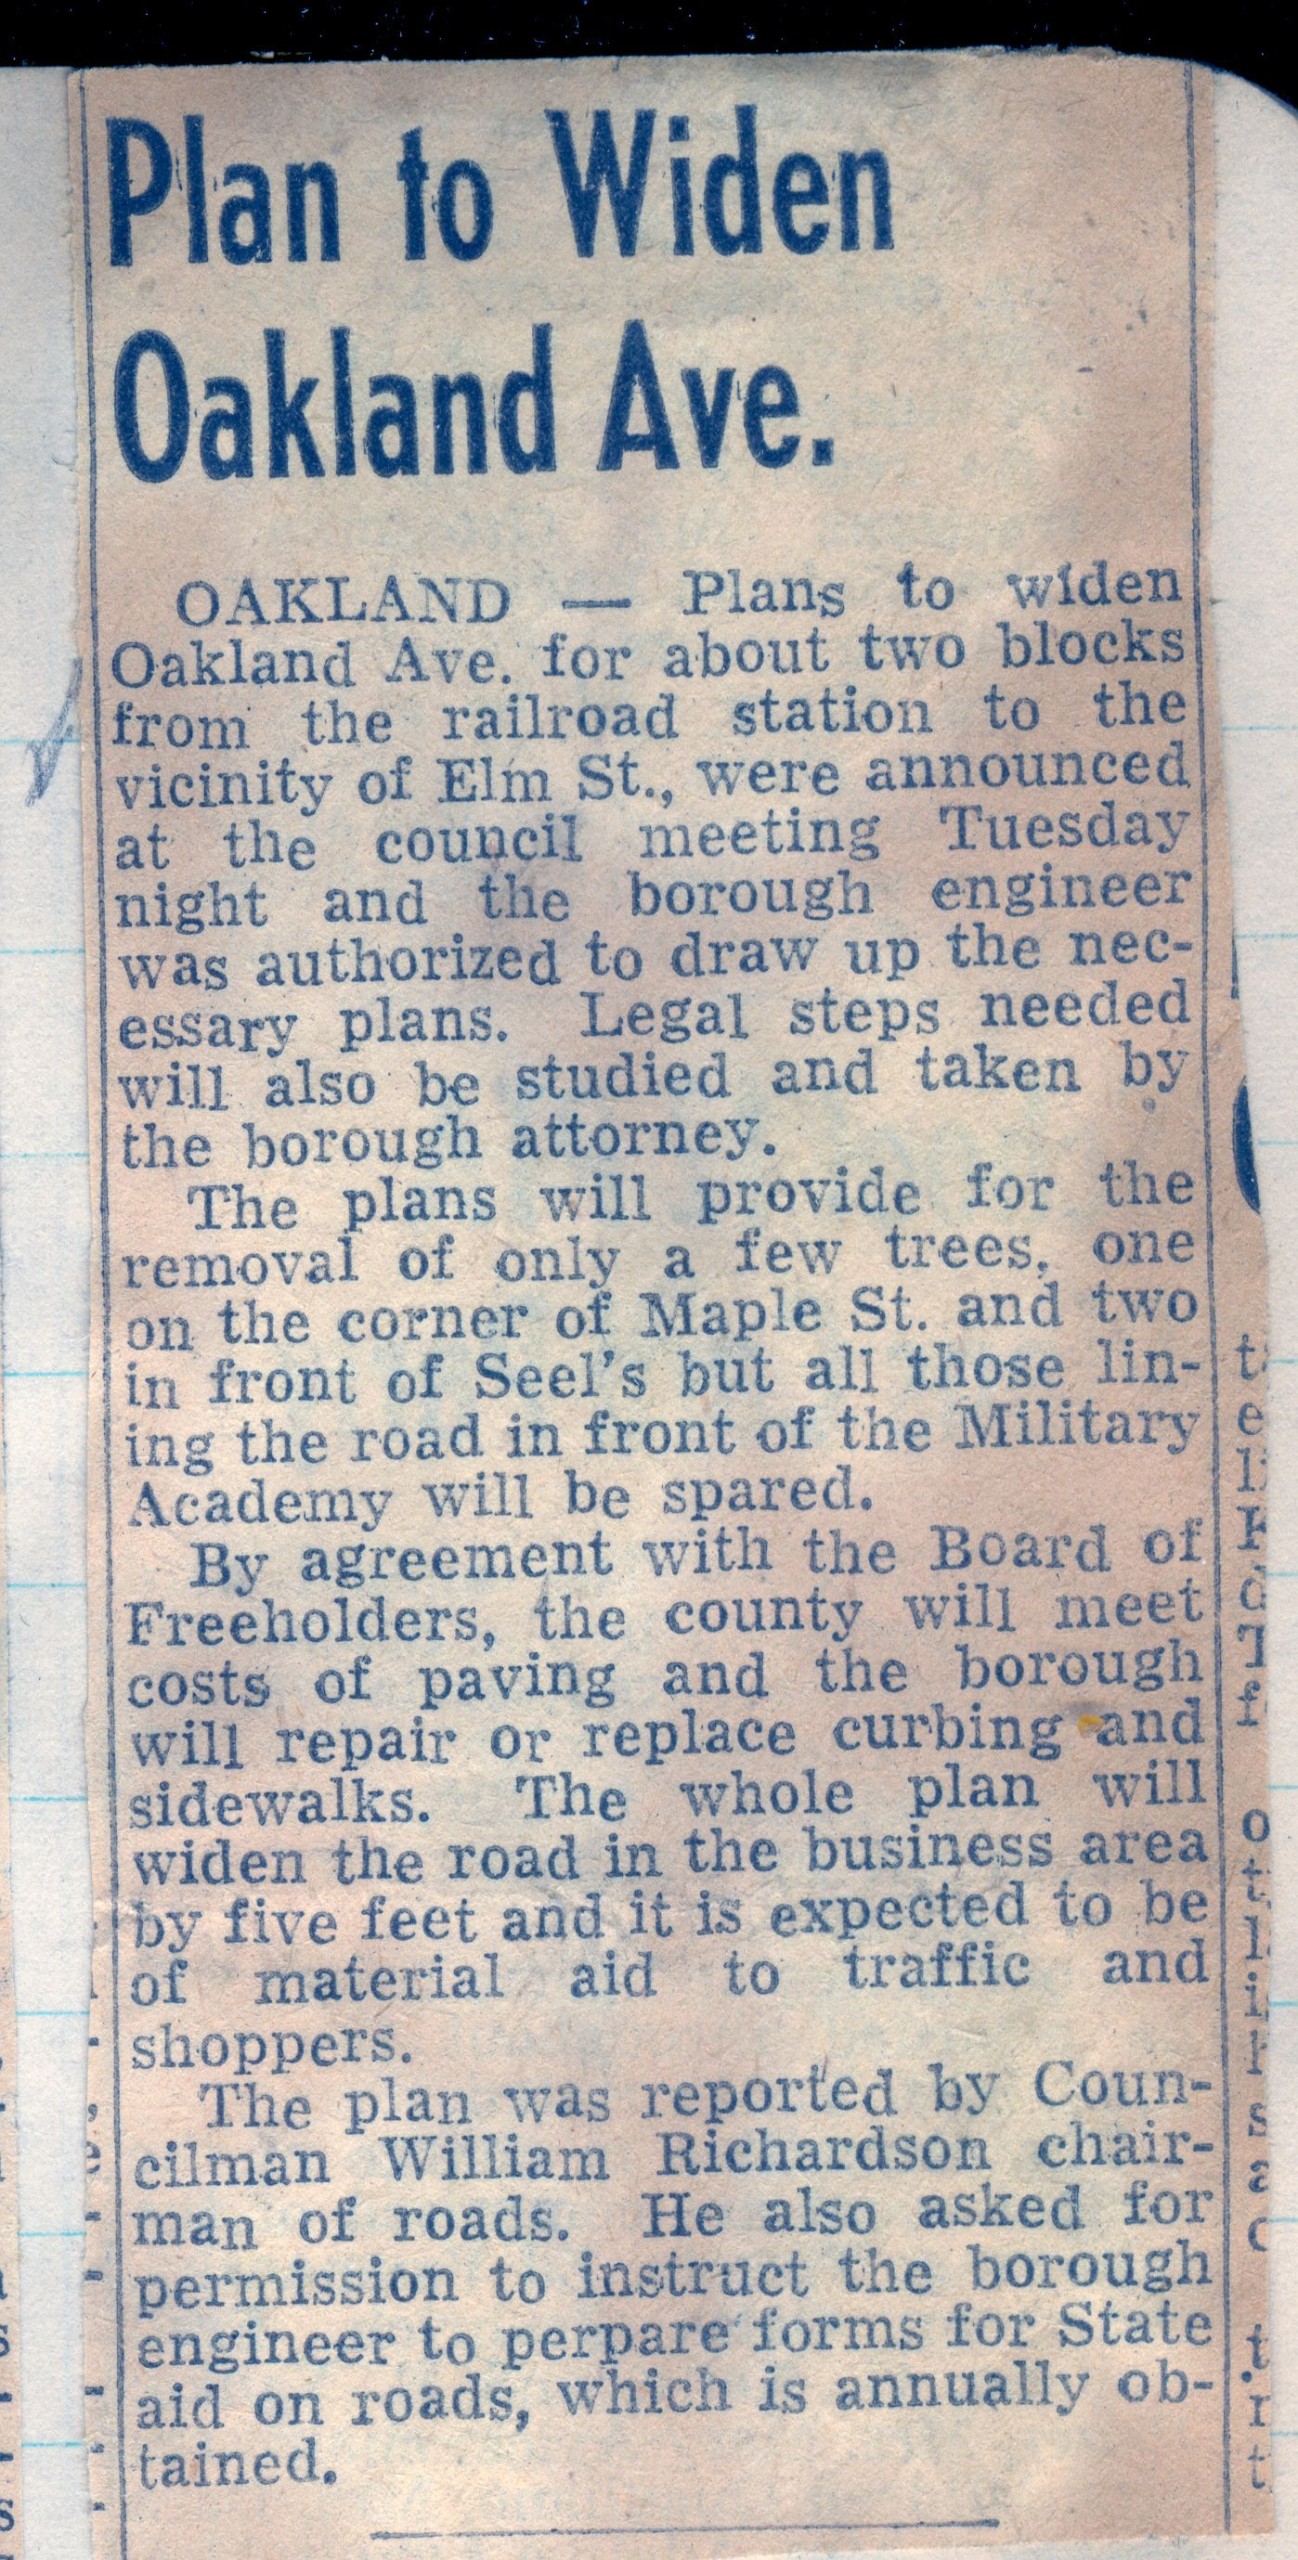 Plan to Widen
Oakland Ave.
OAKLAND — Plans to widen
Oakland Ave. for about two blocks
from the railroad station to the
vicinity of Elm St., were announced
at the council meeting Tuesday
night and the borough engineer
was authorized to draw up the nec-
essary plans. Legal steps needed
will also be studied and taken by
the borough attorney.
The plans will provide for the
removal of only a few trees, one
on the corner of Maple St. and two
in front of Seel's but all those lin-
ing the road in front of the Military
Academy will be spared.
By agreement with the Board of
Freeholders, the county will meet
costs of paving and the borough
will repair or replace curbing and
sidewalks. The whole plan will
widen the road in the business area
by five feet and it is expected to be
of material aid to traffic and
shoppers.
The plan was reported by Coun-
cilman William Richardson chair-
man of roads. He also asked for
permission to instruct the borough
engineer to perpare forms for State
aid on roads, which is annually ob-
tained.